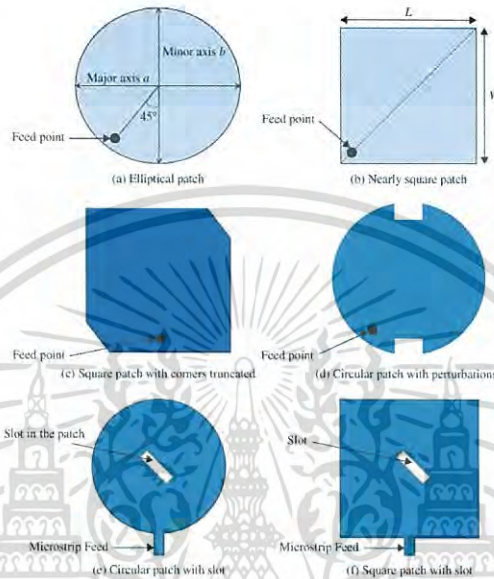 L
Minor axis b
Major axis a
Feed point
45°
Feed point
(a) Elliptical patch
(b) Nearly square patch
Feed point
Feed point
(c) Square patch with corners truncated
(d) Circular patch with perturbations
Slot in the patch
Slot
Microstrip Feed
Microstrip Feed
(e) Circular patch with slot
(f) Square patch with slot